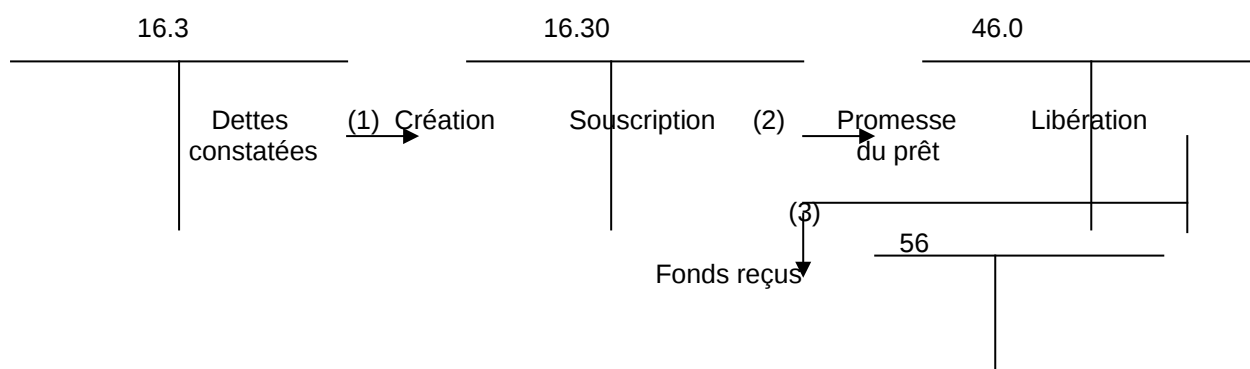 16.3 16.30 46.0
Dettes (1) Création Souscription (2) Promesse Libération
constatées du prêt
(3)
56
Fonds reçus